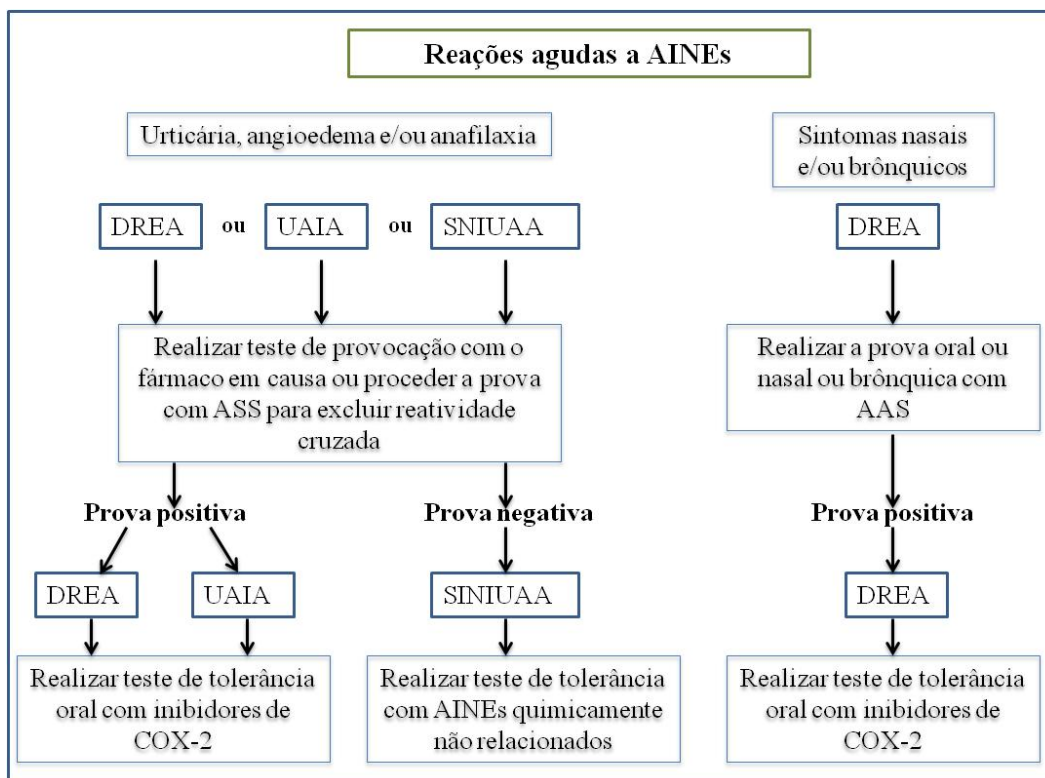 Reações agudas a AINEs
Urticária, angioedema e/ou anafilaxia
Sintomas nasais
e/ou brônquicos
DREA ou UAIA ou SNIUAA
DREA
Realizar teste de provocação com o
fármaco em causa ou proceder a prova
com ASS para excluir reatividade
cruzada
Realizar a prova oral ou
nasal ou brônquica com
AAS
Prova positiva
Prova negativa
Prova positiva
DREA
UAIA
SINIUAA
DREA
Realizar teste de tolerância
oral com inibidores de
COX-2
Realizar teste de tolerância
com AINEs quimicamente
não relacionados
Realizar teste de tolerância
oral com inibidores de
COX-2